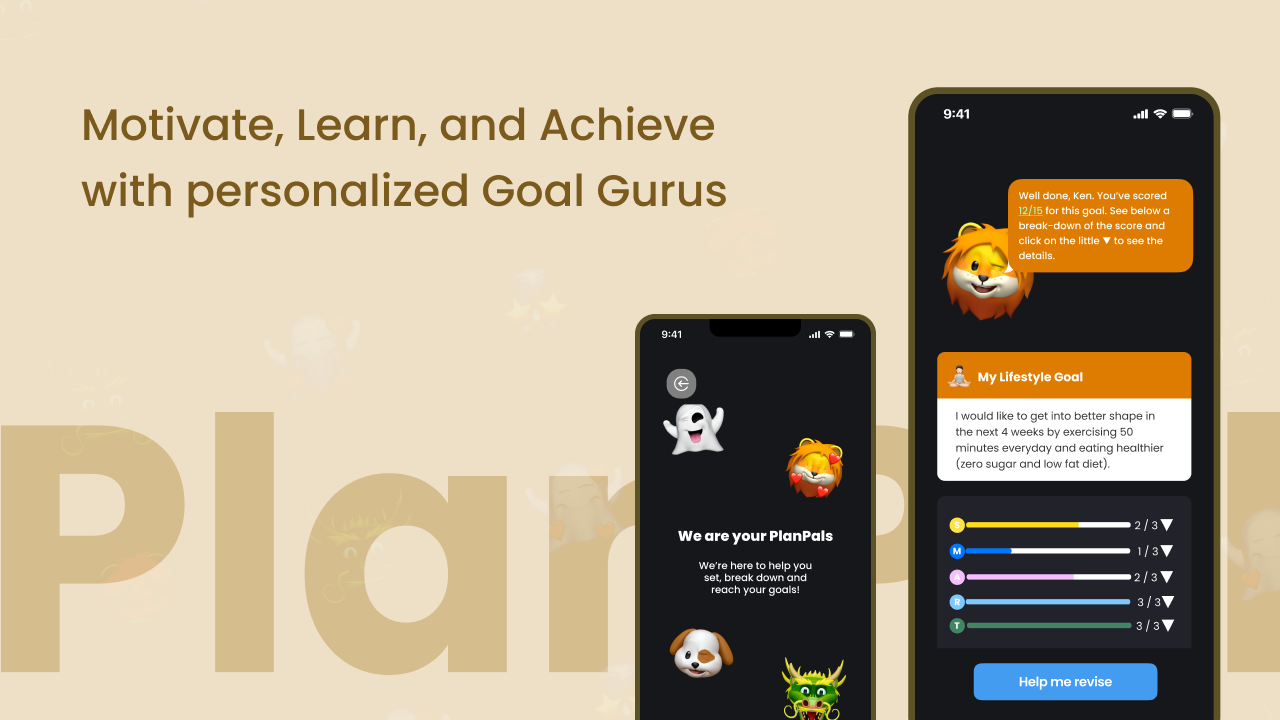 Motivate, Learn, and Achieve
with personalized Goal Gurus
PlanPal
9:41
We are your PlanPals
We're here to help you
set, break down and
reach your goals!
9:41
Well done, Ken. You've scored
12/15 for this goal. See below a
break-down of the score and
click on the little ▼ to see the
details.
My Lifestyle Goal
I would like to get into better shape in
the next 4 weeks by exercising 50
minutes everyday and eating healthier
(zero sugar and low fat diet).
S 2 / 3 ▼
M 1 / 3 ▼
A 2 / 3 ▼
R 3 / 3 ▼
T 3 / 3 ▼
Help me revise